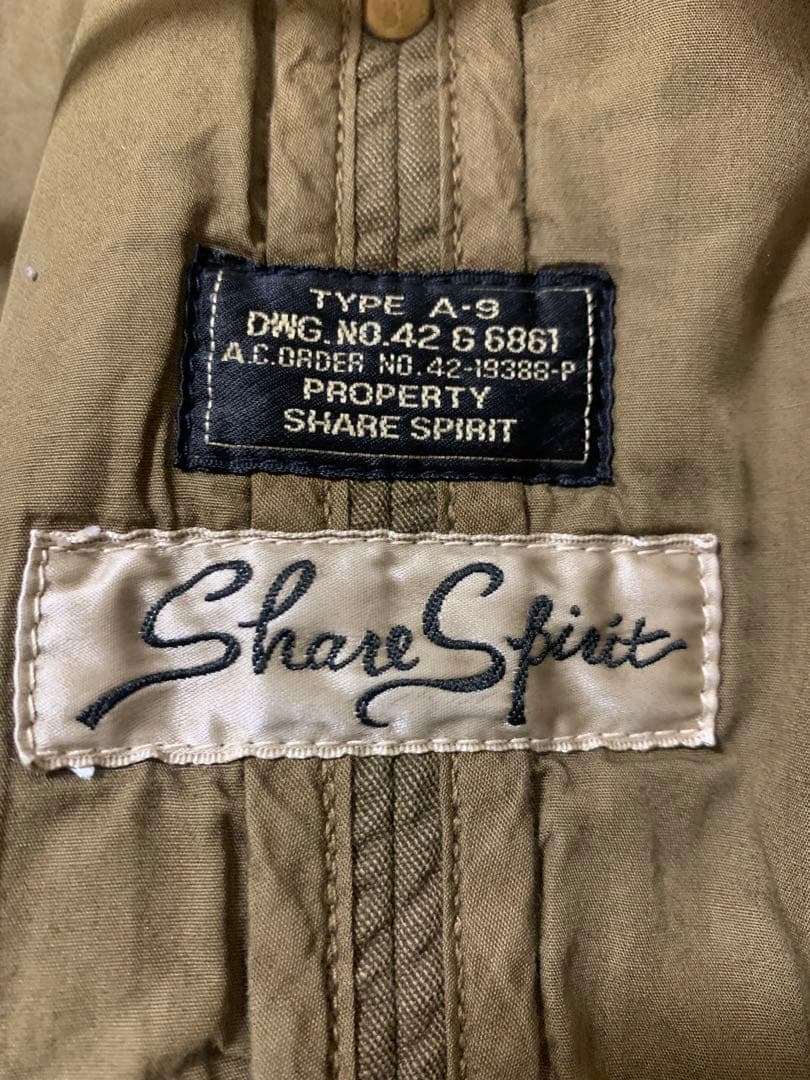 TYPE A-9
DWG. NO. 42 G 6861
A.C. ORDER NO. 42-19388-P
PROPERTY
SHARE SPIRIT
Share Spirit